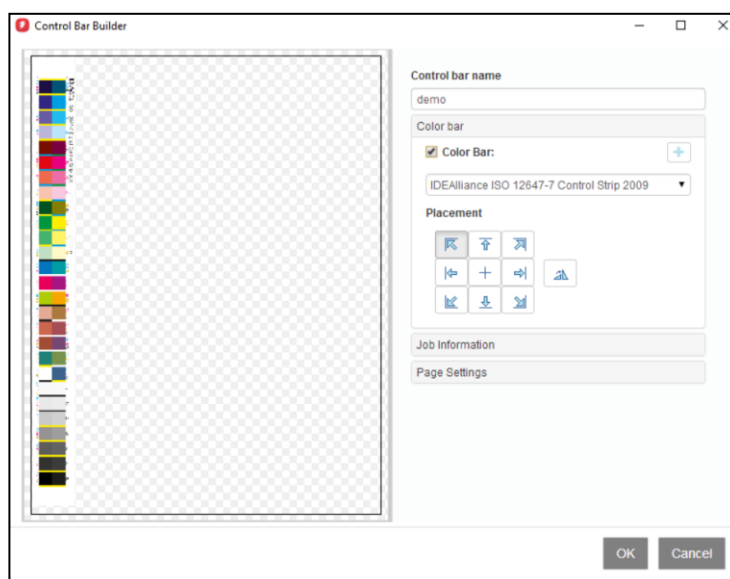 Control Bar Builder
Control bar name
demo
Color bar
Color Bar:
IDEAlliance ISO 12647-7 Control Strip 2009
Placement
Job Information
Page Settings
OK
Cancel